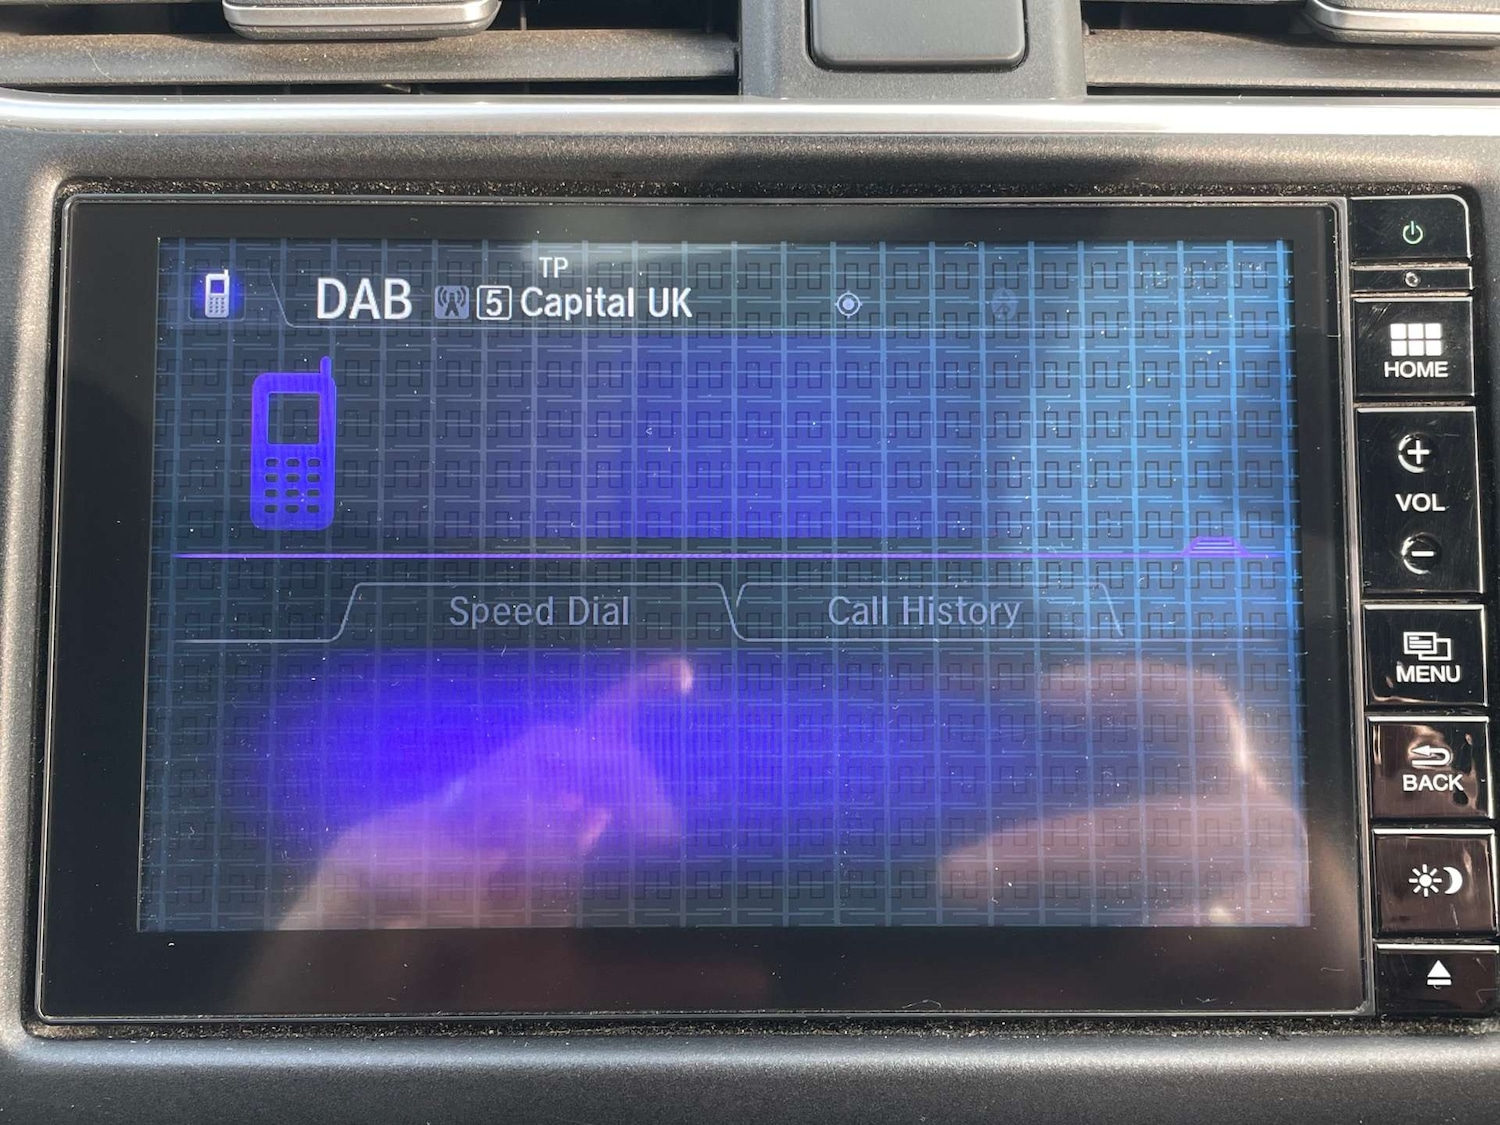 TP
DAB 5 Capital UK
Speed Dial
Call History
HOME
VOL
MENU
BACK